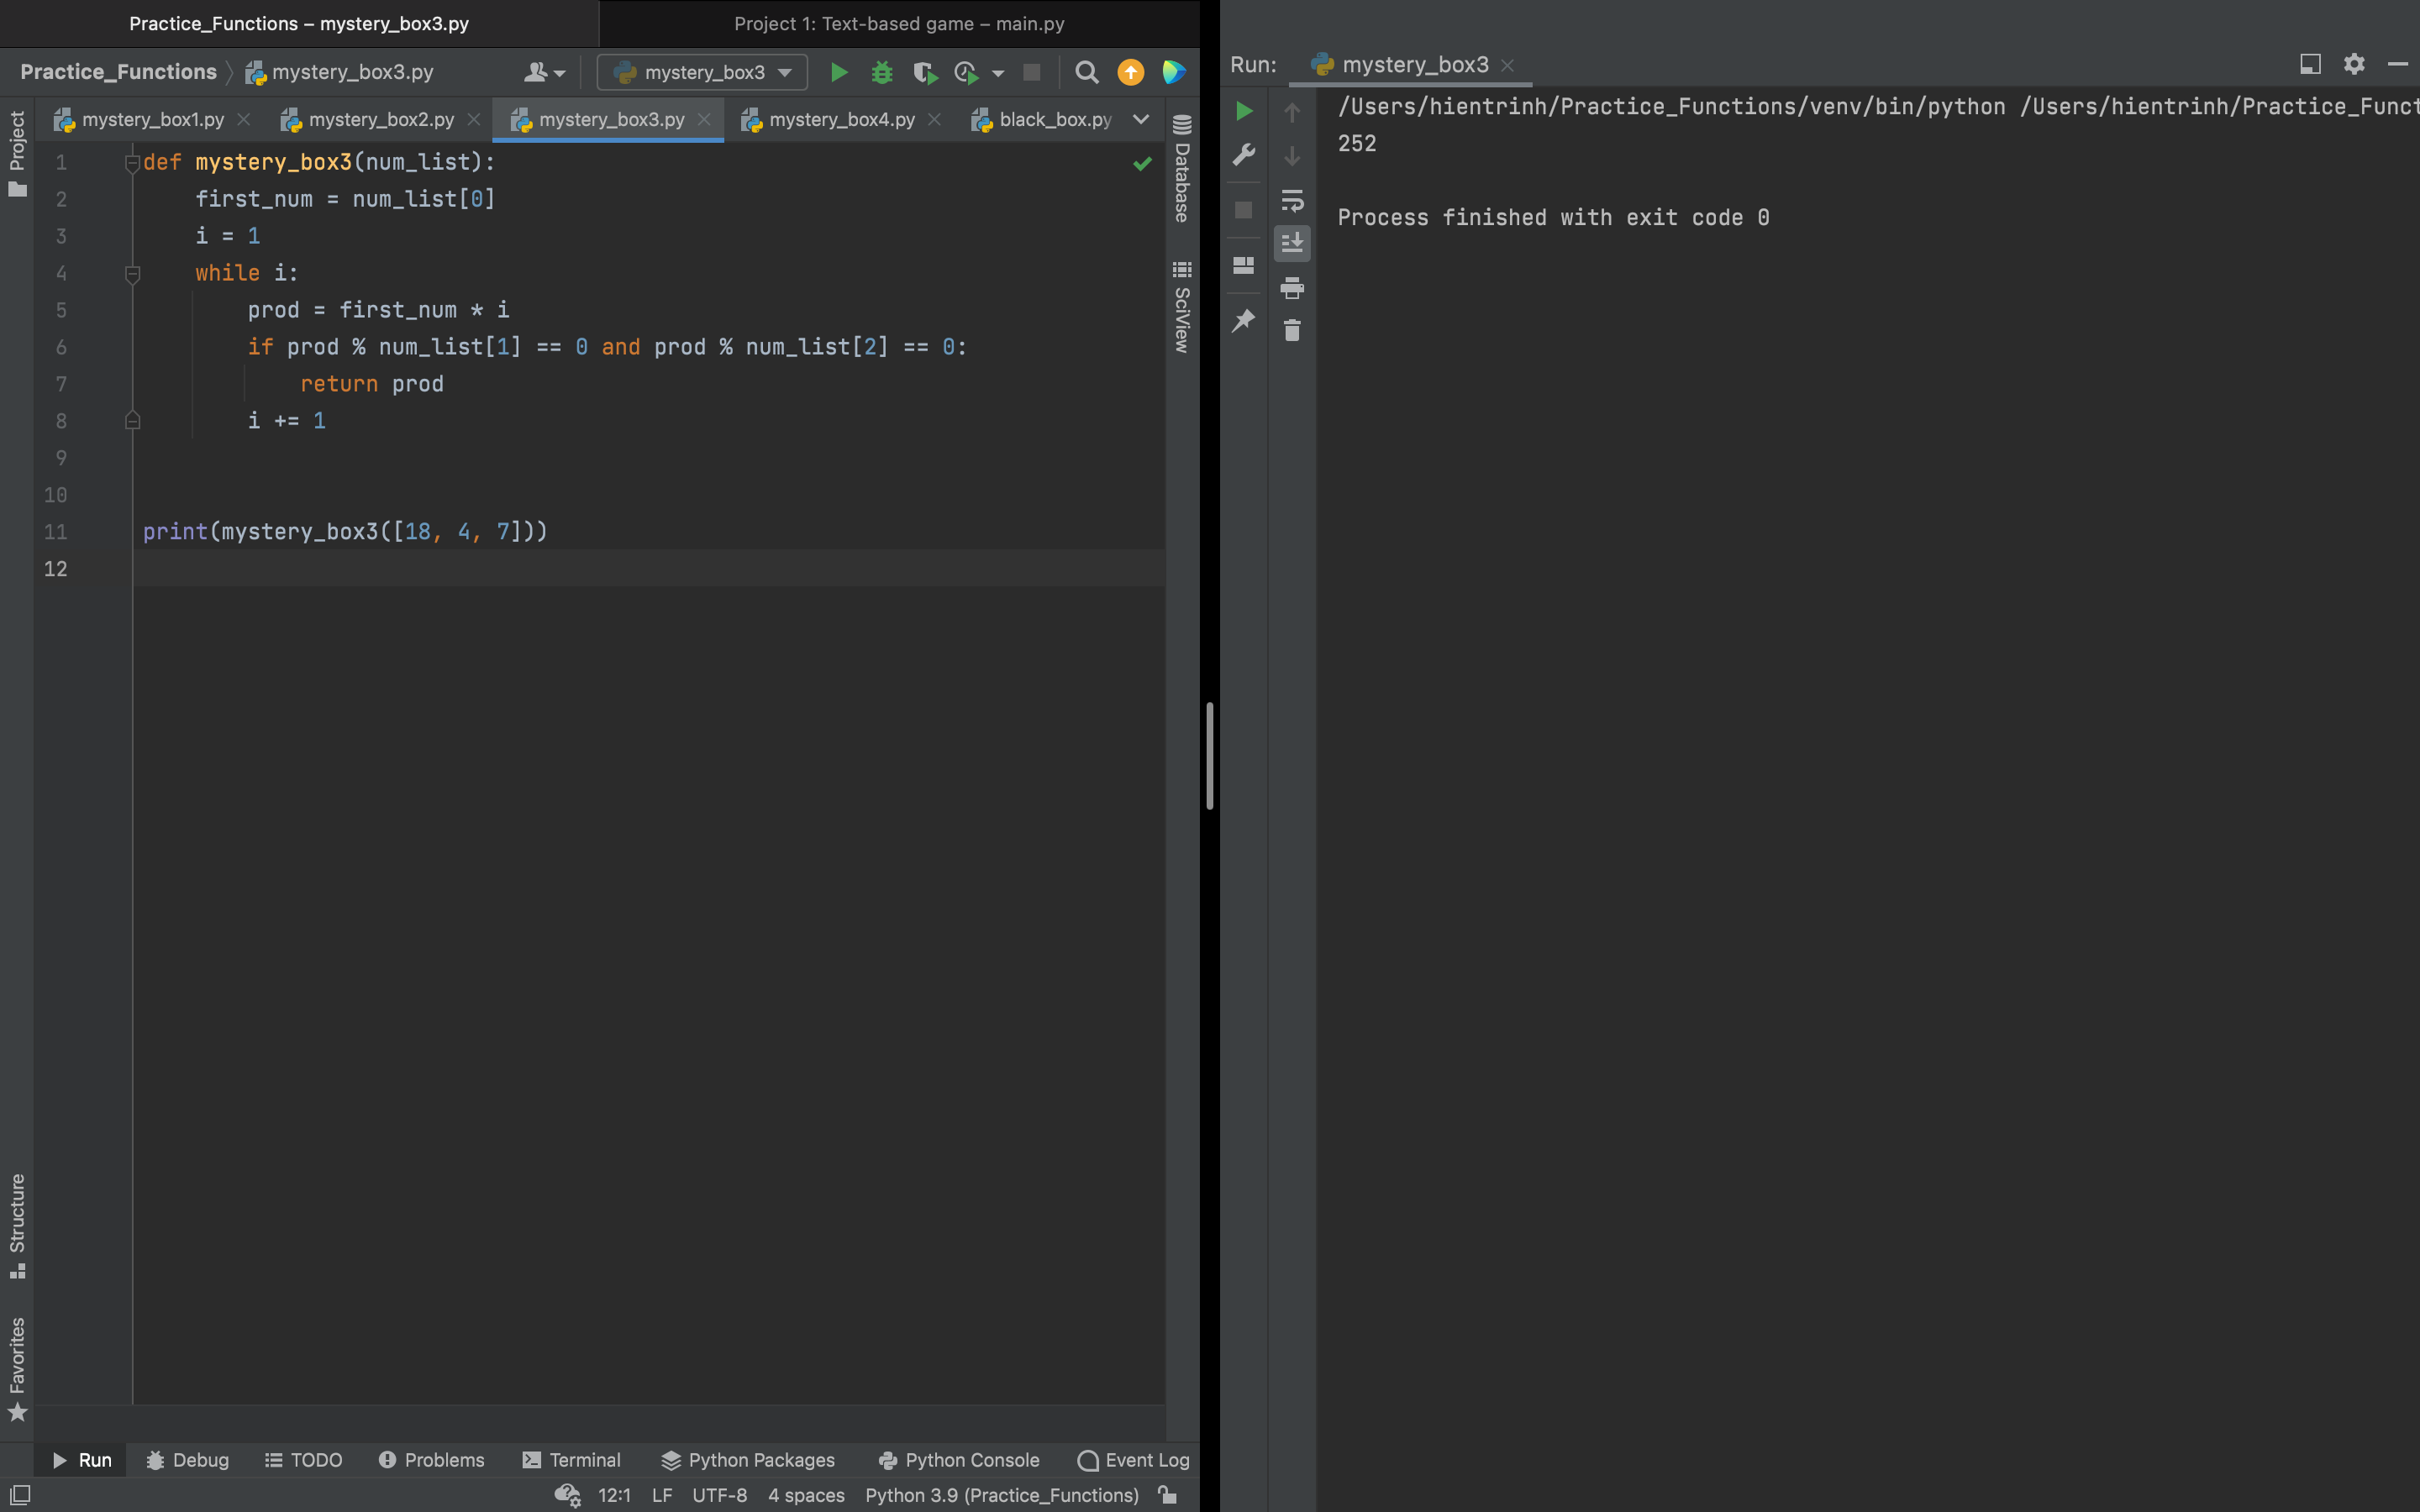 Practice_Functions – mystery_box3.py
Project 1: Text-based game – main.py
Practice_Functions
mystery_box3.py
mystery_box3
mystery_box1.py
mystery_box2.py
mystery_box3.py
mystery_box4.py
black_box.py
Project
Structure
Favorites
1 def mystery_box3(num_list):
2     first_num = num_list[0]
3     i = 1
4     while i:
5         prod = first_num * i
6         if prod % num_list[1] == 0 and prod % num_list[2] == 0:
7             return prod
8         i += 1
9
10
11 print(mystery_box3([18, 4, 7]))
12
Database
SciView
Run
Debug
TODO
Problems
Terminal
Python Packages
Python Console
Event Log
12:1
LF
UTF-8
4 spaces
Python 3.9 (Practice_Functions)
Run:
mystery_box3
/Users/hientrinh/Practice_Functions/venv/bin/python /Users/hientrinh/Practice_Funct
252
Process finished with exit code 0